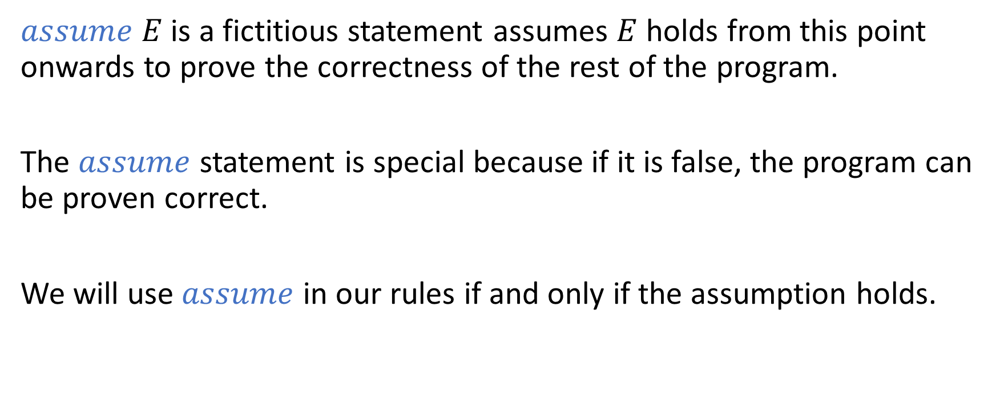 assume E is a fictitious statement assumes E holds from this point
onwards to prove the correctness of the rest of the program.
The assume statement is special because if it is false, the program can
be proven correct.
We will use assume in our rules if and only if the assumption holds.